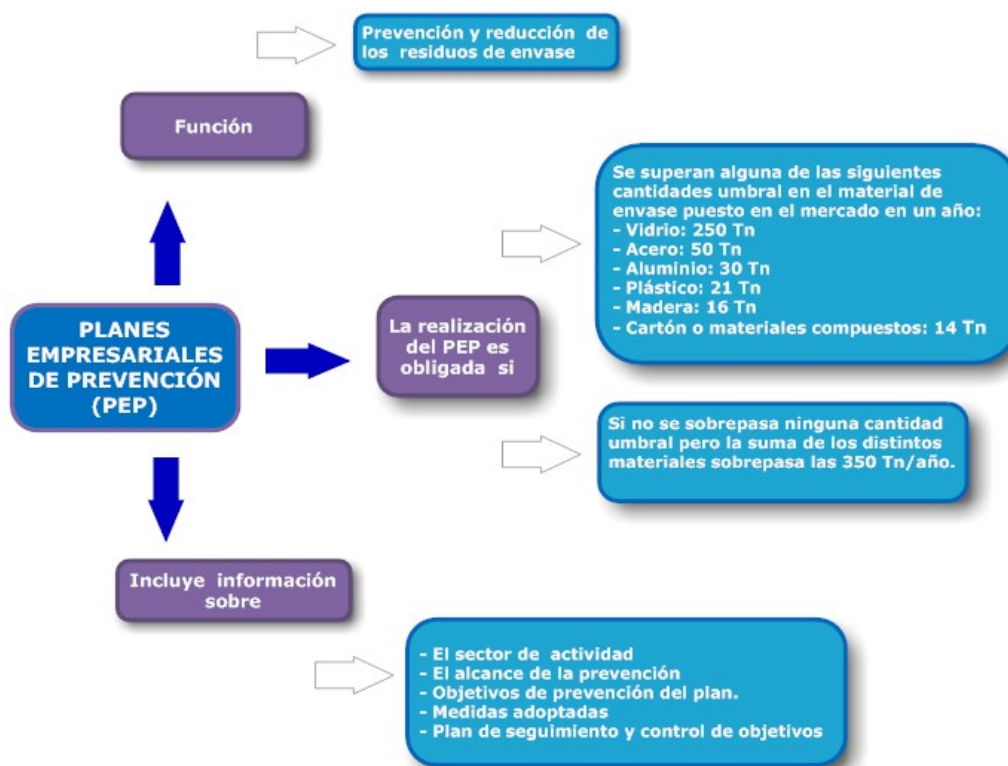 Prevención y reducción de
los residuos de envase
Función
Se superan alguna de las siguientes
cantidades umbral en el material de
envase puesto en el mercado en un año:
- Vidrio: 250 Tn
- Acero: 50 Tn
- Aluminio: 30 Tn
- Plástico: 21 Tn
- Madera: 16 Tn
- Cartón o materiales compuestos: 14 Tn
PLANES
EMPRESARIALES
DE PREVENCIÓN
(PEP)
La realización
del PEP es
obligada si
Si no se sobrepasa ninguna cantidad
umbral pero la suma de los distintos
materiales sobrepasa las 350 Tn/año.
Incluye información
sobre
- El sector de actividad
- El alcance de la prevención
- Objetivos de prevención del plan.
- Medidas adoptadas
- Plan de seguimiento y control de objetivos